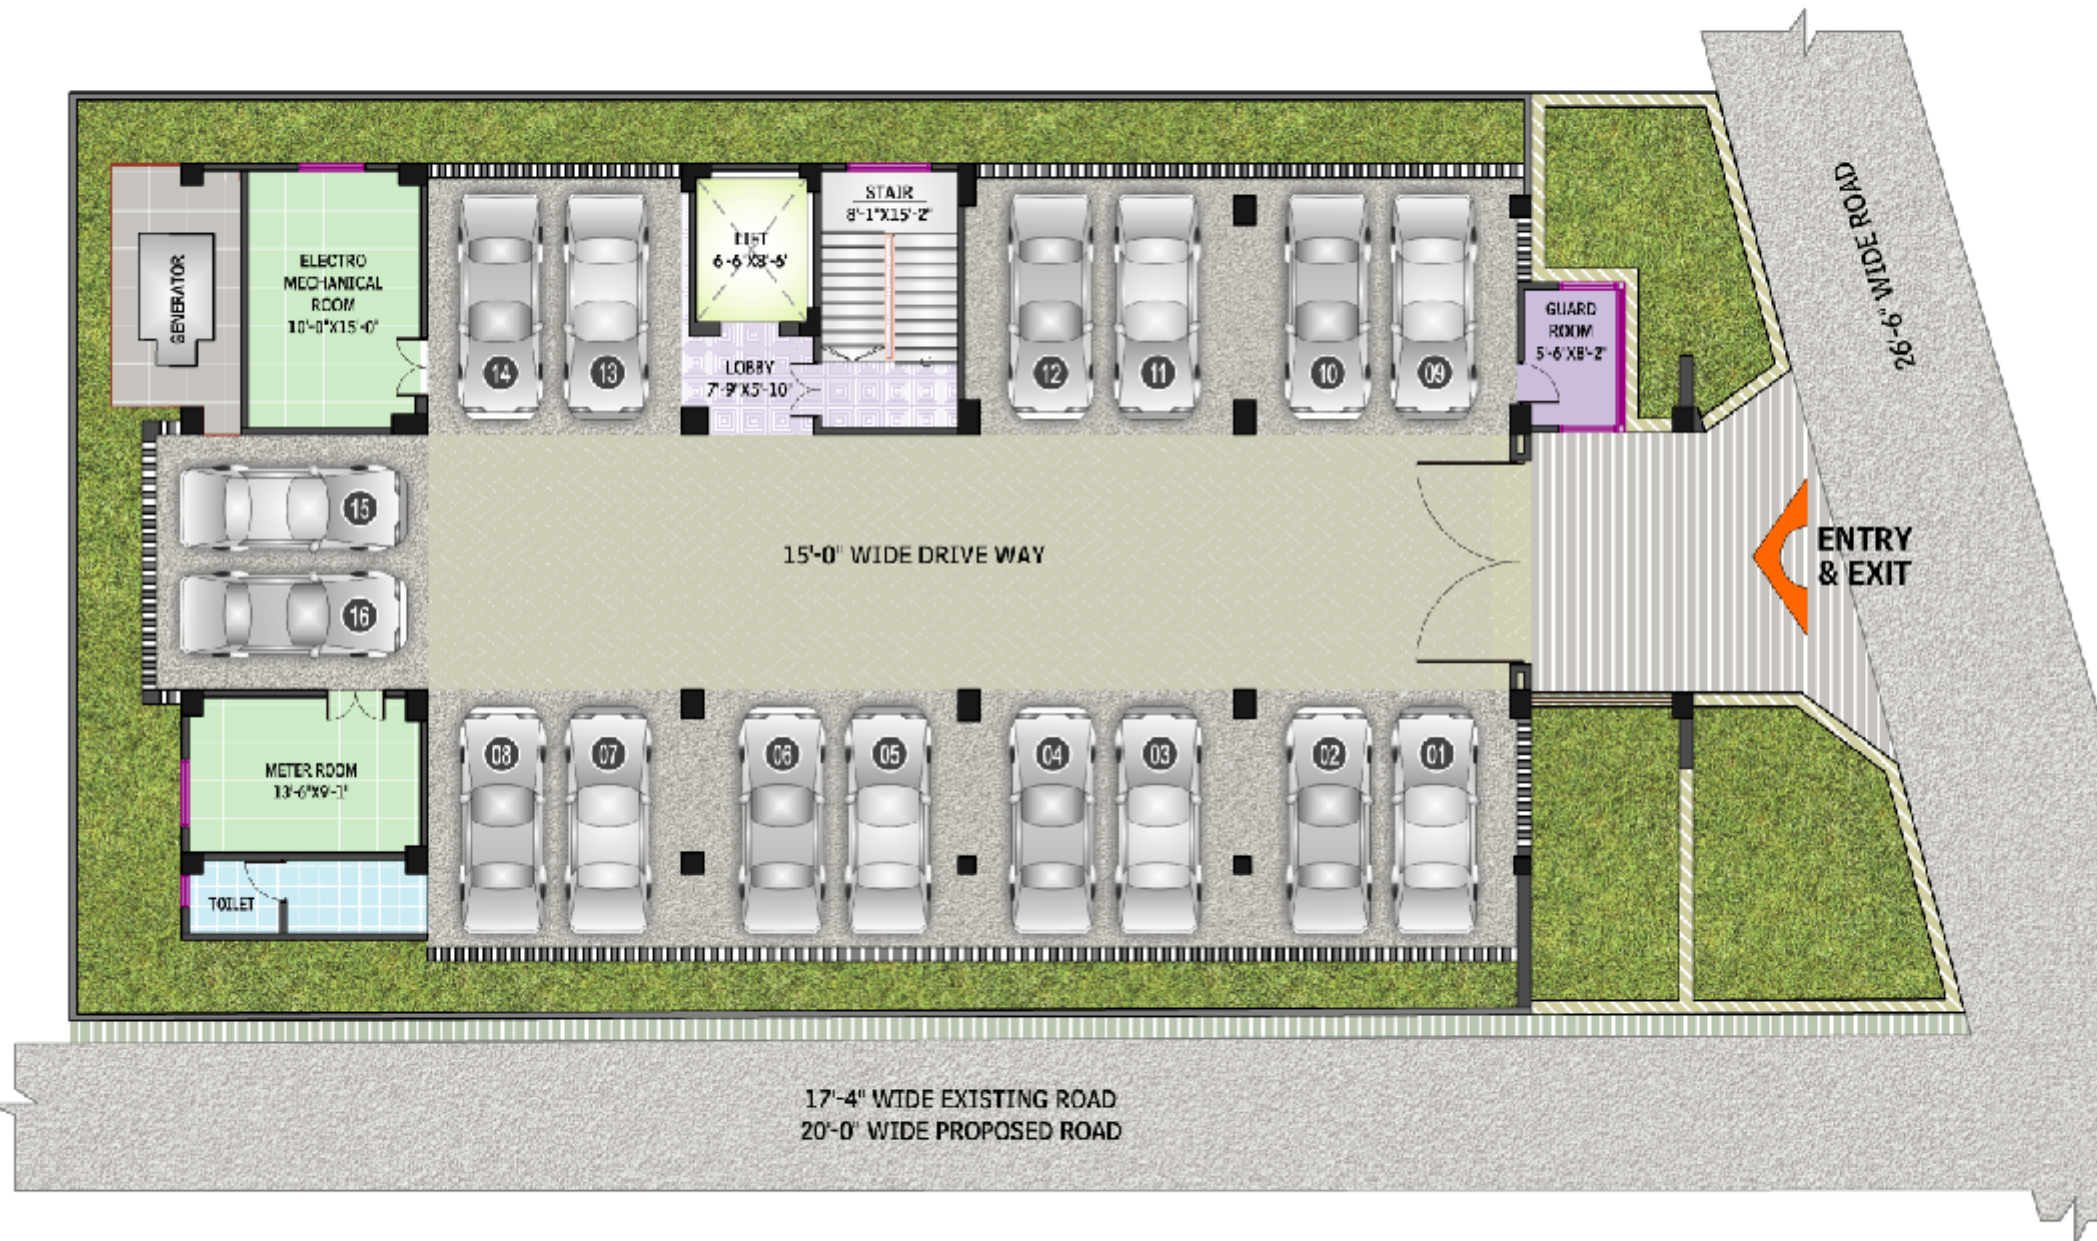 STAIR
8'-1"X15'-2"
LIFT
6'-6"X8'-6"
LOBBY
7'-9"X5'-10"
GENERATOR
ELECTRO
MECHANICAL
ROOM
10'-0"X15'-0"
14
13
12
11
10
09
GUARD
ROOM
5'-6"X8'-2"
26'-6" WIDE ROAD
15
16
15'-0" WIDE DRIVE WAY
ENTRY
& EXIT
METER ROOM
13'-6"X9'-1"
TOILET
08
07
06
05
04
03
02
01
17'-4" WIDE EXISTING ROAD
20'-0" WIDE PROPOSED ROAD